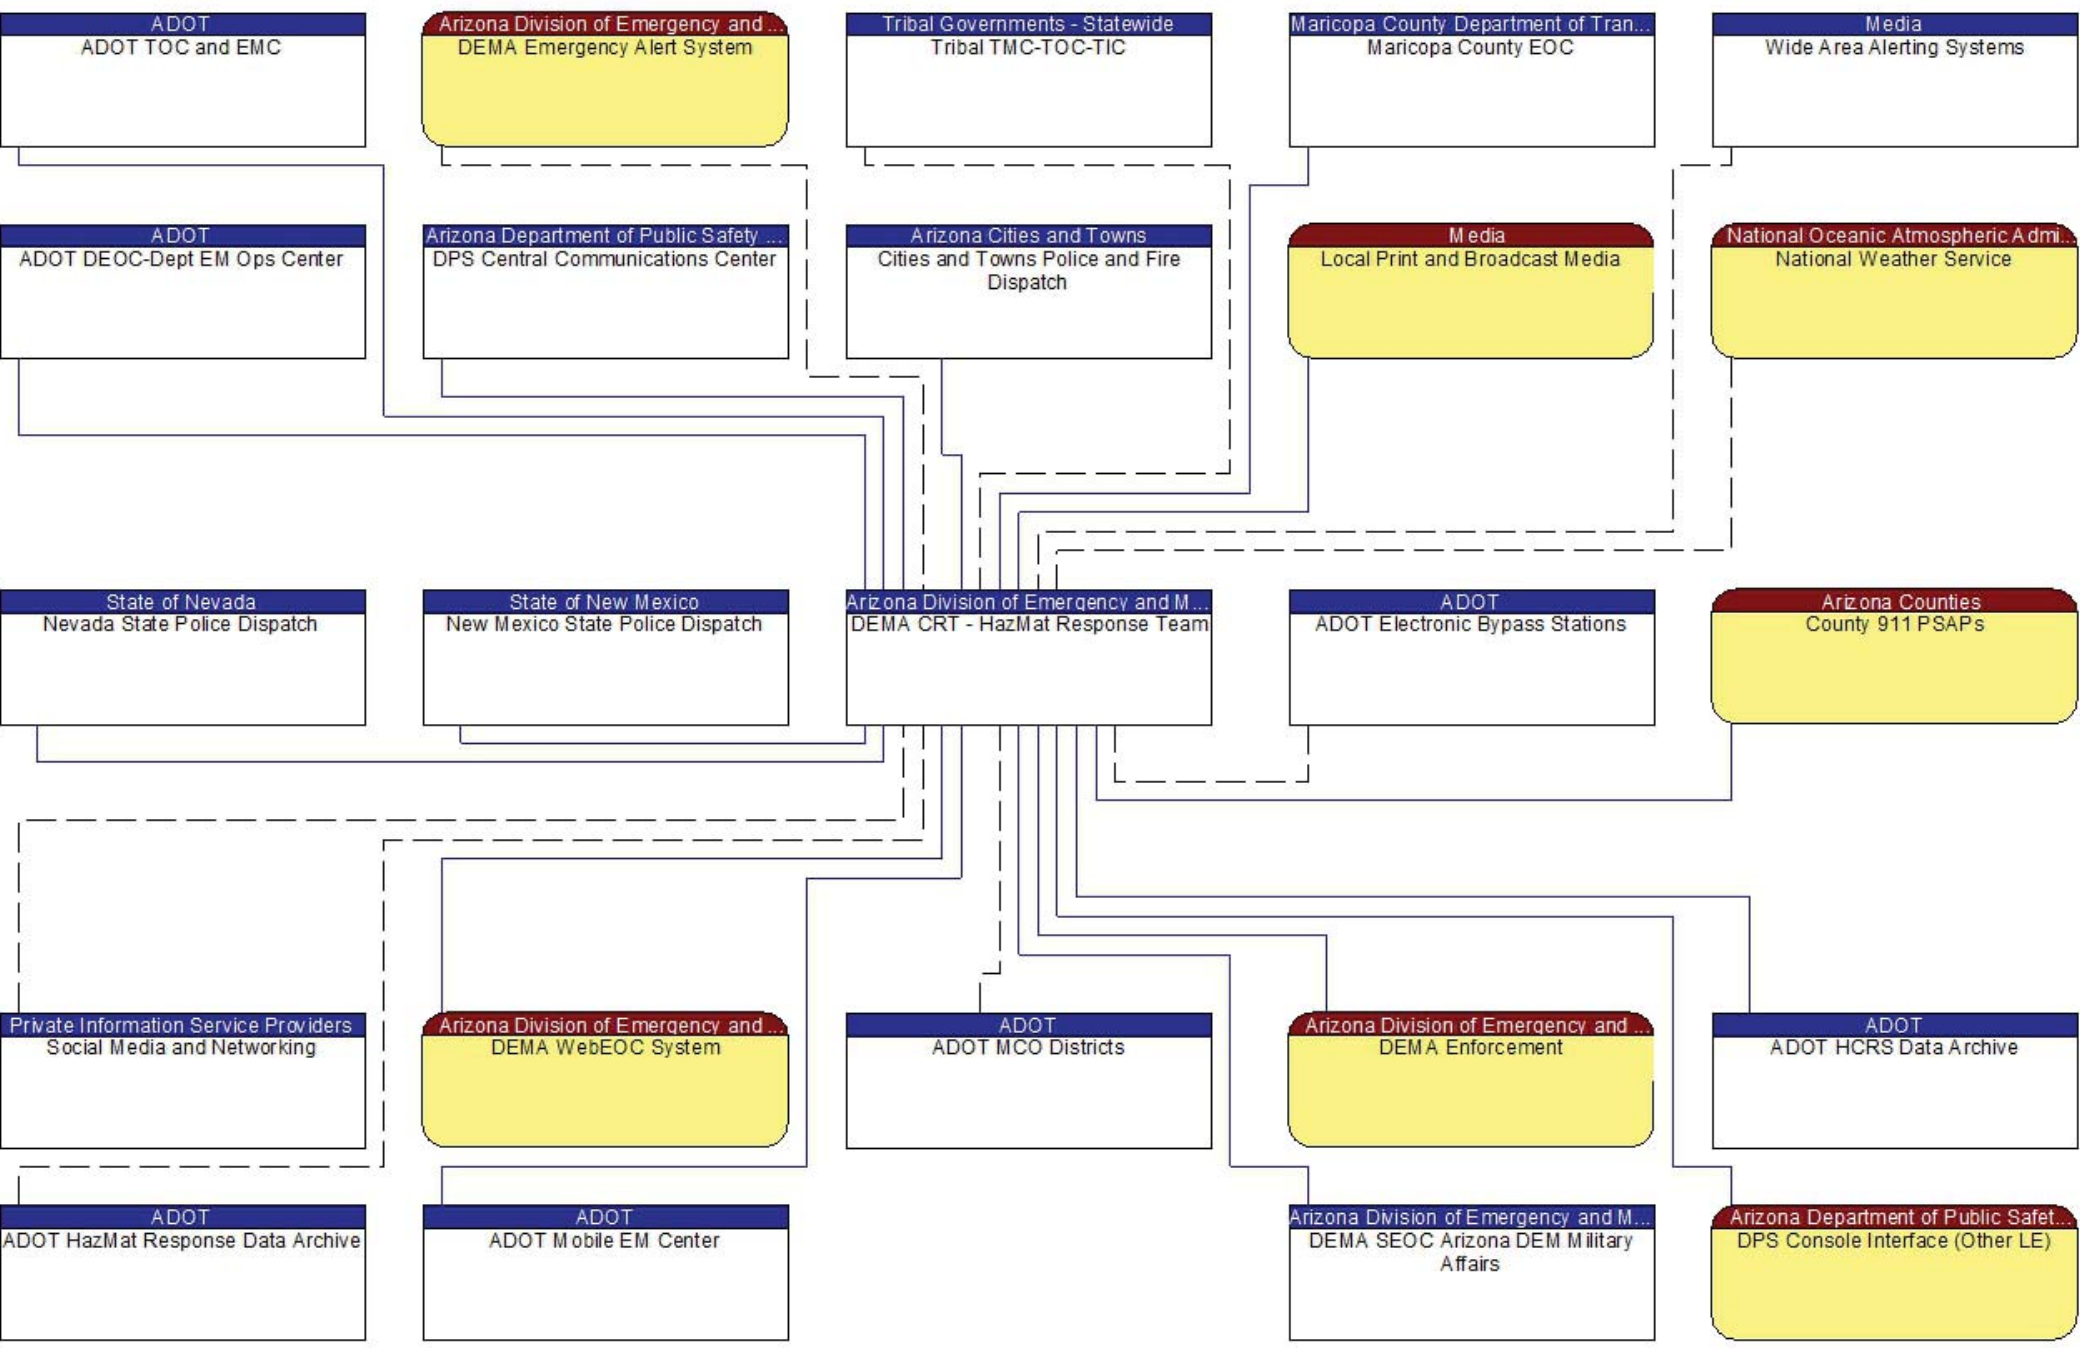 ADOT
ADOT TOC and EMC
Arizona Division of Emergency and ...
DEMA Emergency Alert System
Tribal Governments - Statewide
Tribal TMC-TOC-TIC
Maricopa County Department of Tran...
Maricopa County EOC
Media
Wide Area Alerting Systems
ADOT
ADOT DEOC-Dept EM Ops Center
Arizona Department of Public Safety ...
DPS Central Communications Center
Arizona Cities and Towns
Cities and Towns Police and Fire
Dispatch
Media
Local Print and Broadcast Media
National Oceanic Atmospheric Admi...
National Weather Service
State of Nevada
Nevada State Police Dispatch
State of New Mexico
New Mexico State Police Dispatch
Arizona Division of Emergency and M...
DEMA CRT - HazMat Response Team
ADOT
ADOT Electronic Bypass Stations
Arizona Counties
County 911 PSAPs
Private Information Service Providers
Social Media and Networking
Arizona Division of Emergency and ...
DEMA WebEOC System
ADOT
ADOT MCO Districts
Arizona Division of Emergency and ...
DEMA Enforcement
ADOT
ADOT HCRS Data Archive
ADOT
ADOT HazMat Response Data Archive
ADOT
ADOT Mobile EM Center
Arizona Division of Emergency and M...
DEMA SEOC Arizona DEM Military
Affairs
Arizona Department of Public Safet...
DPS Console Interface (Other LE)